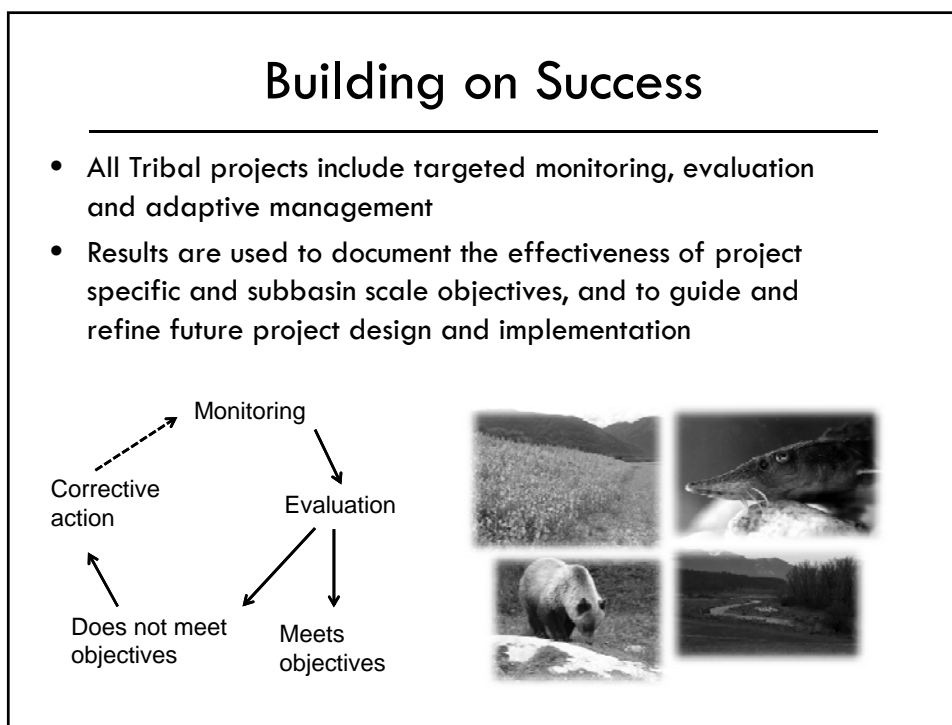 Building on Success
• All Tribal projects include targeted monitoring, evaluation
and adaptive management
• Results are used to document the effectiveness of project
specific and subbasin scale objectives, and to guide and
refine future project design and implementation
Monitoring
Corrective
action
Evaluation
Does not meet
objectives
Meets
objectives